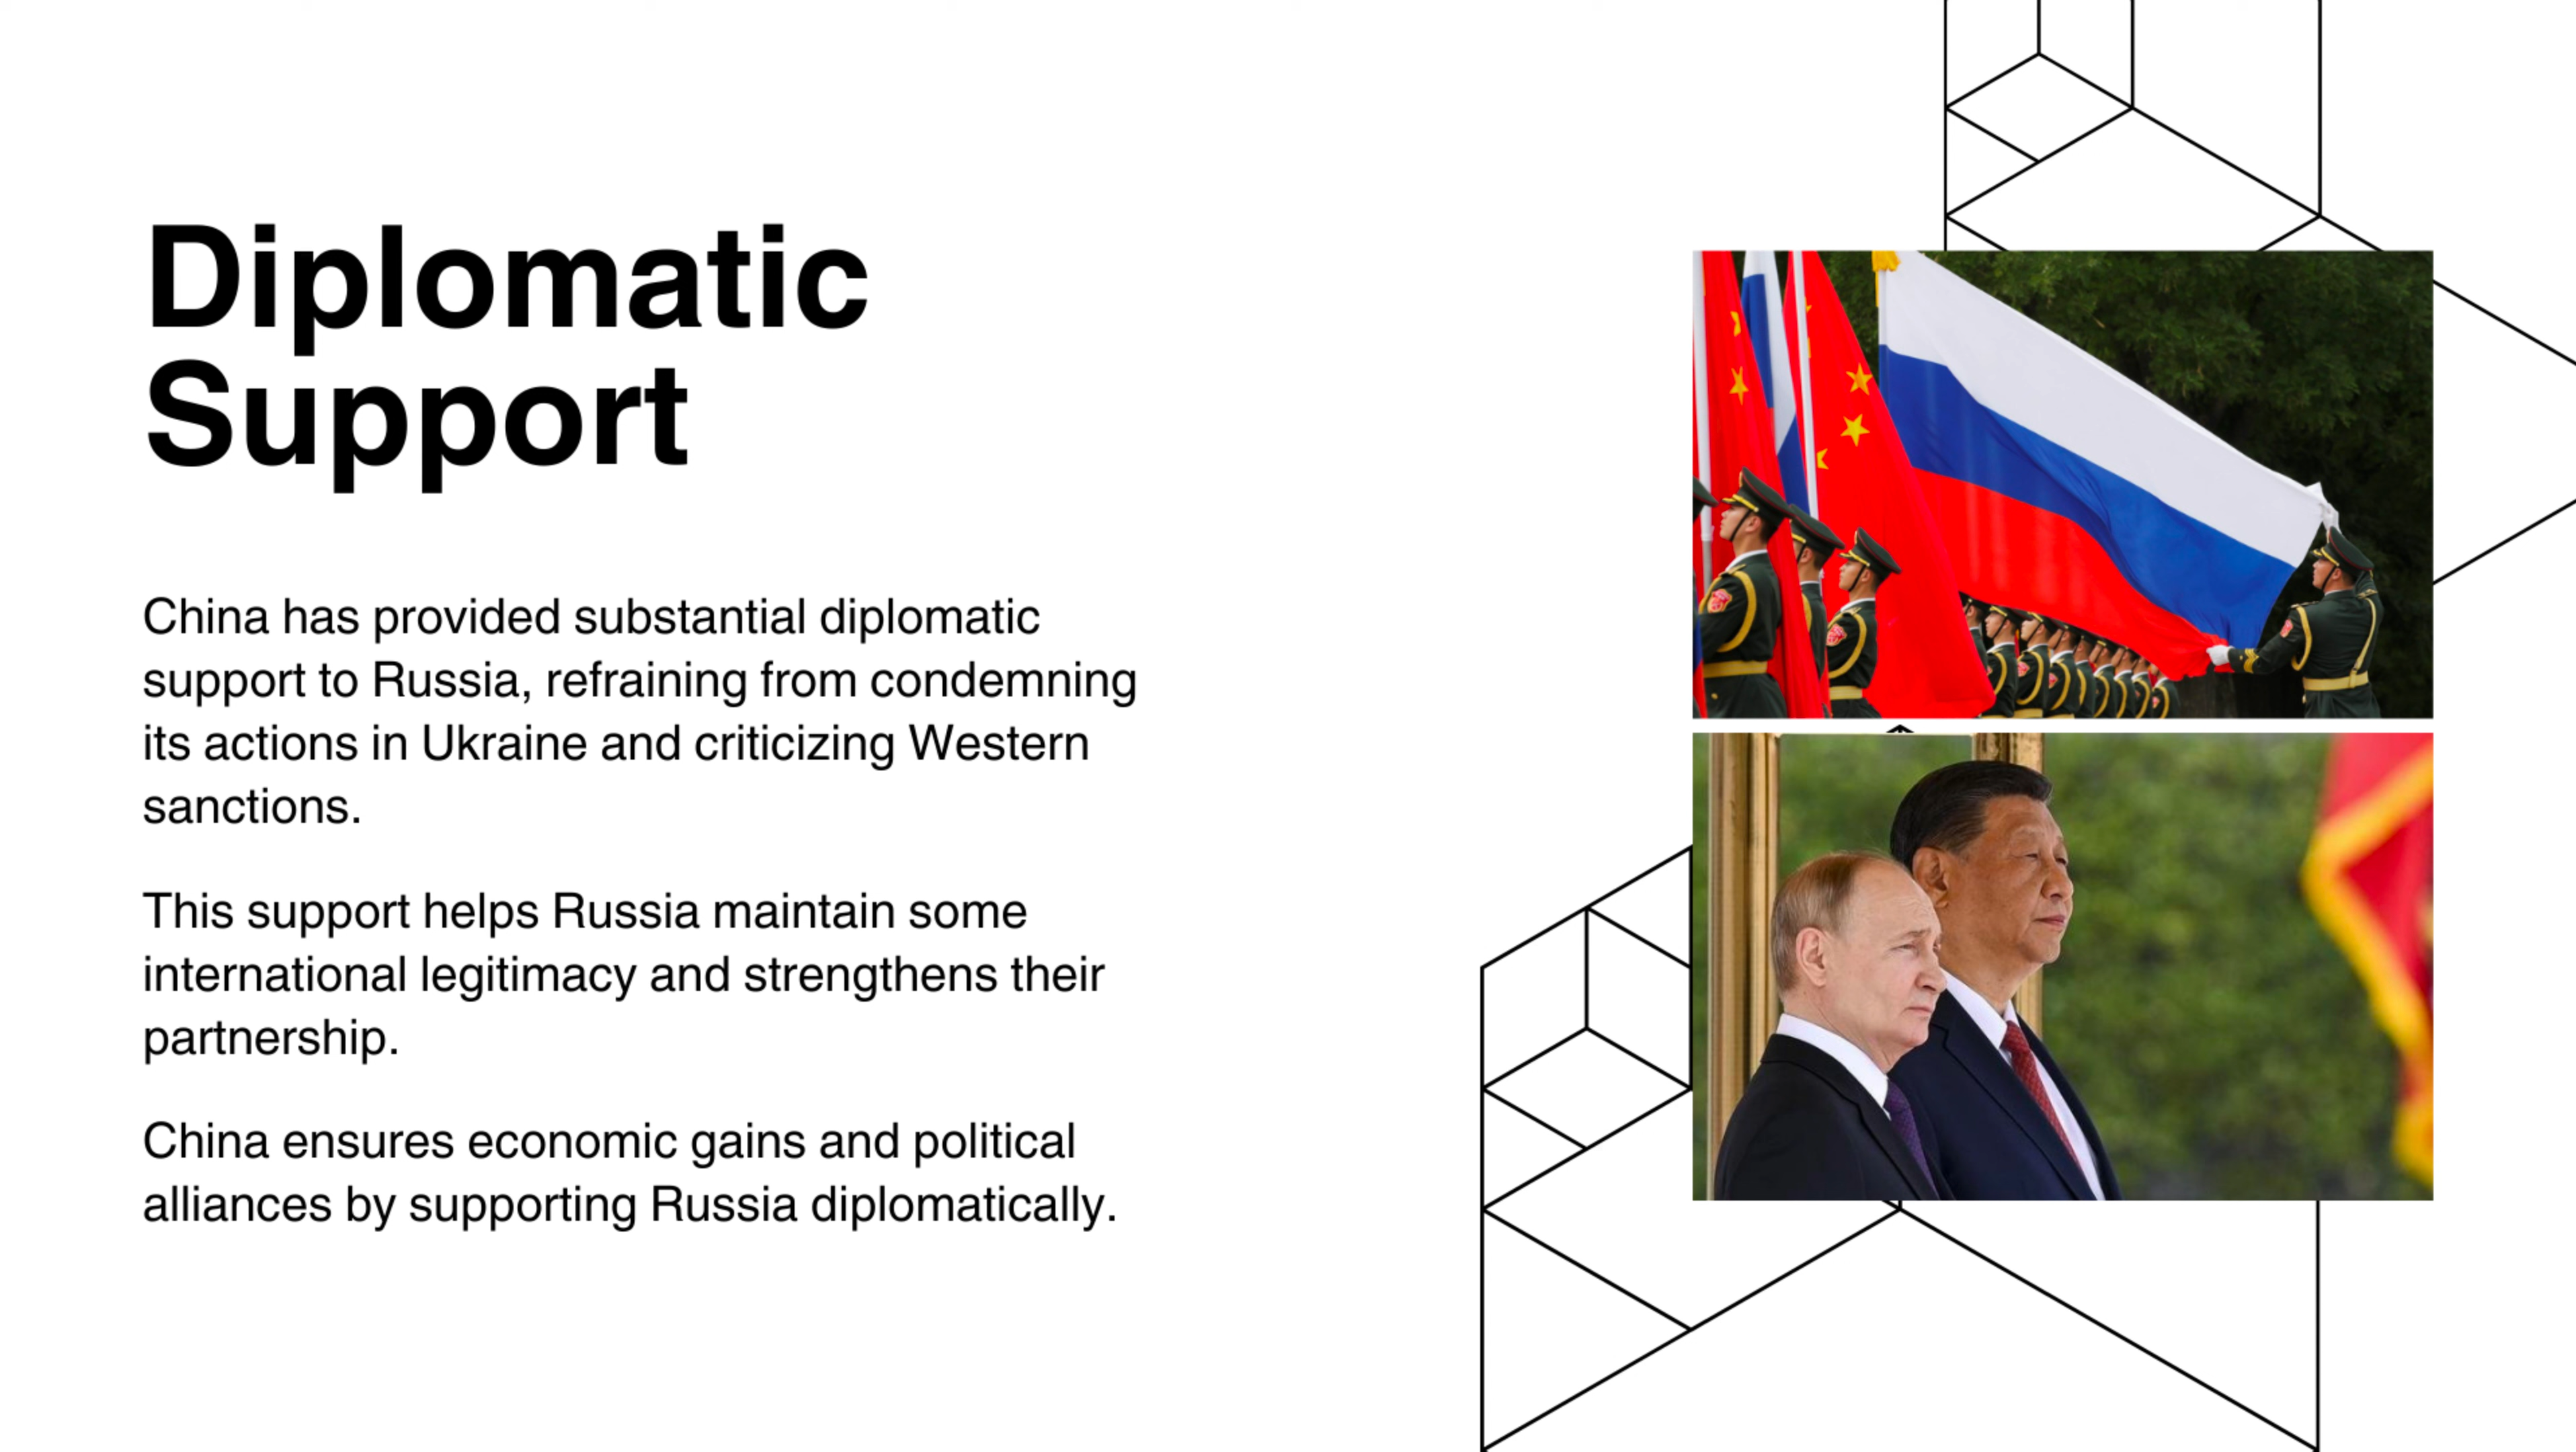 Diplomatic
Support
China has provided substantial diplomatic
support to Russia, refraining from condemning
its actions in Ukraine and criticizing Western
sanctions.
This support helps Russia maintain some
international legitimacy and strengthens their
partnership.
China ensures economic gains and political
alliances by supporting Russia diplomatically.